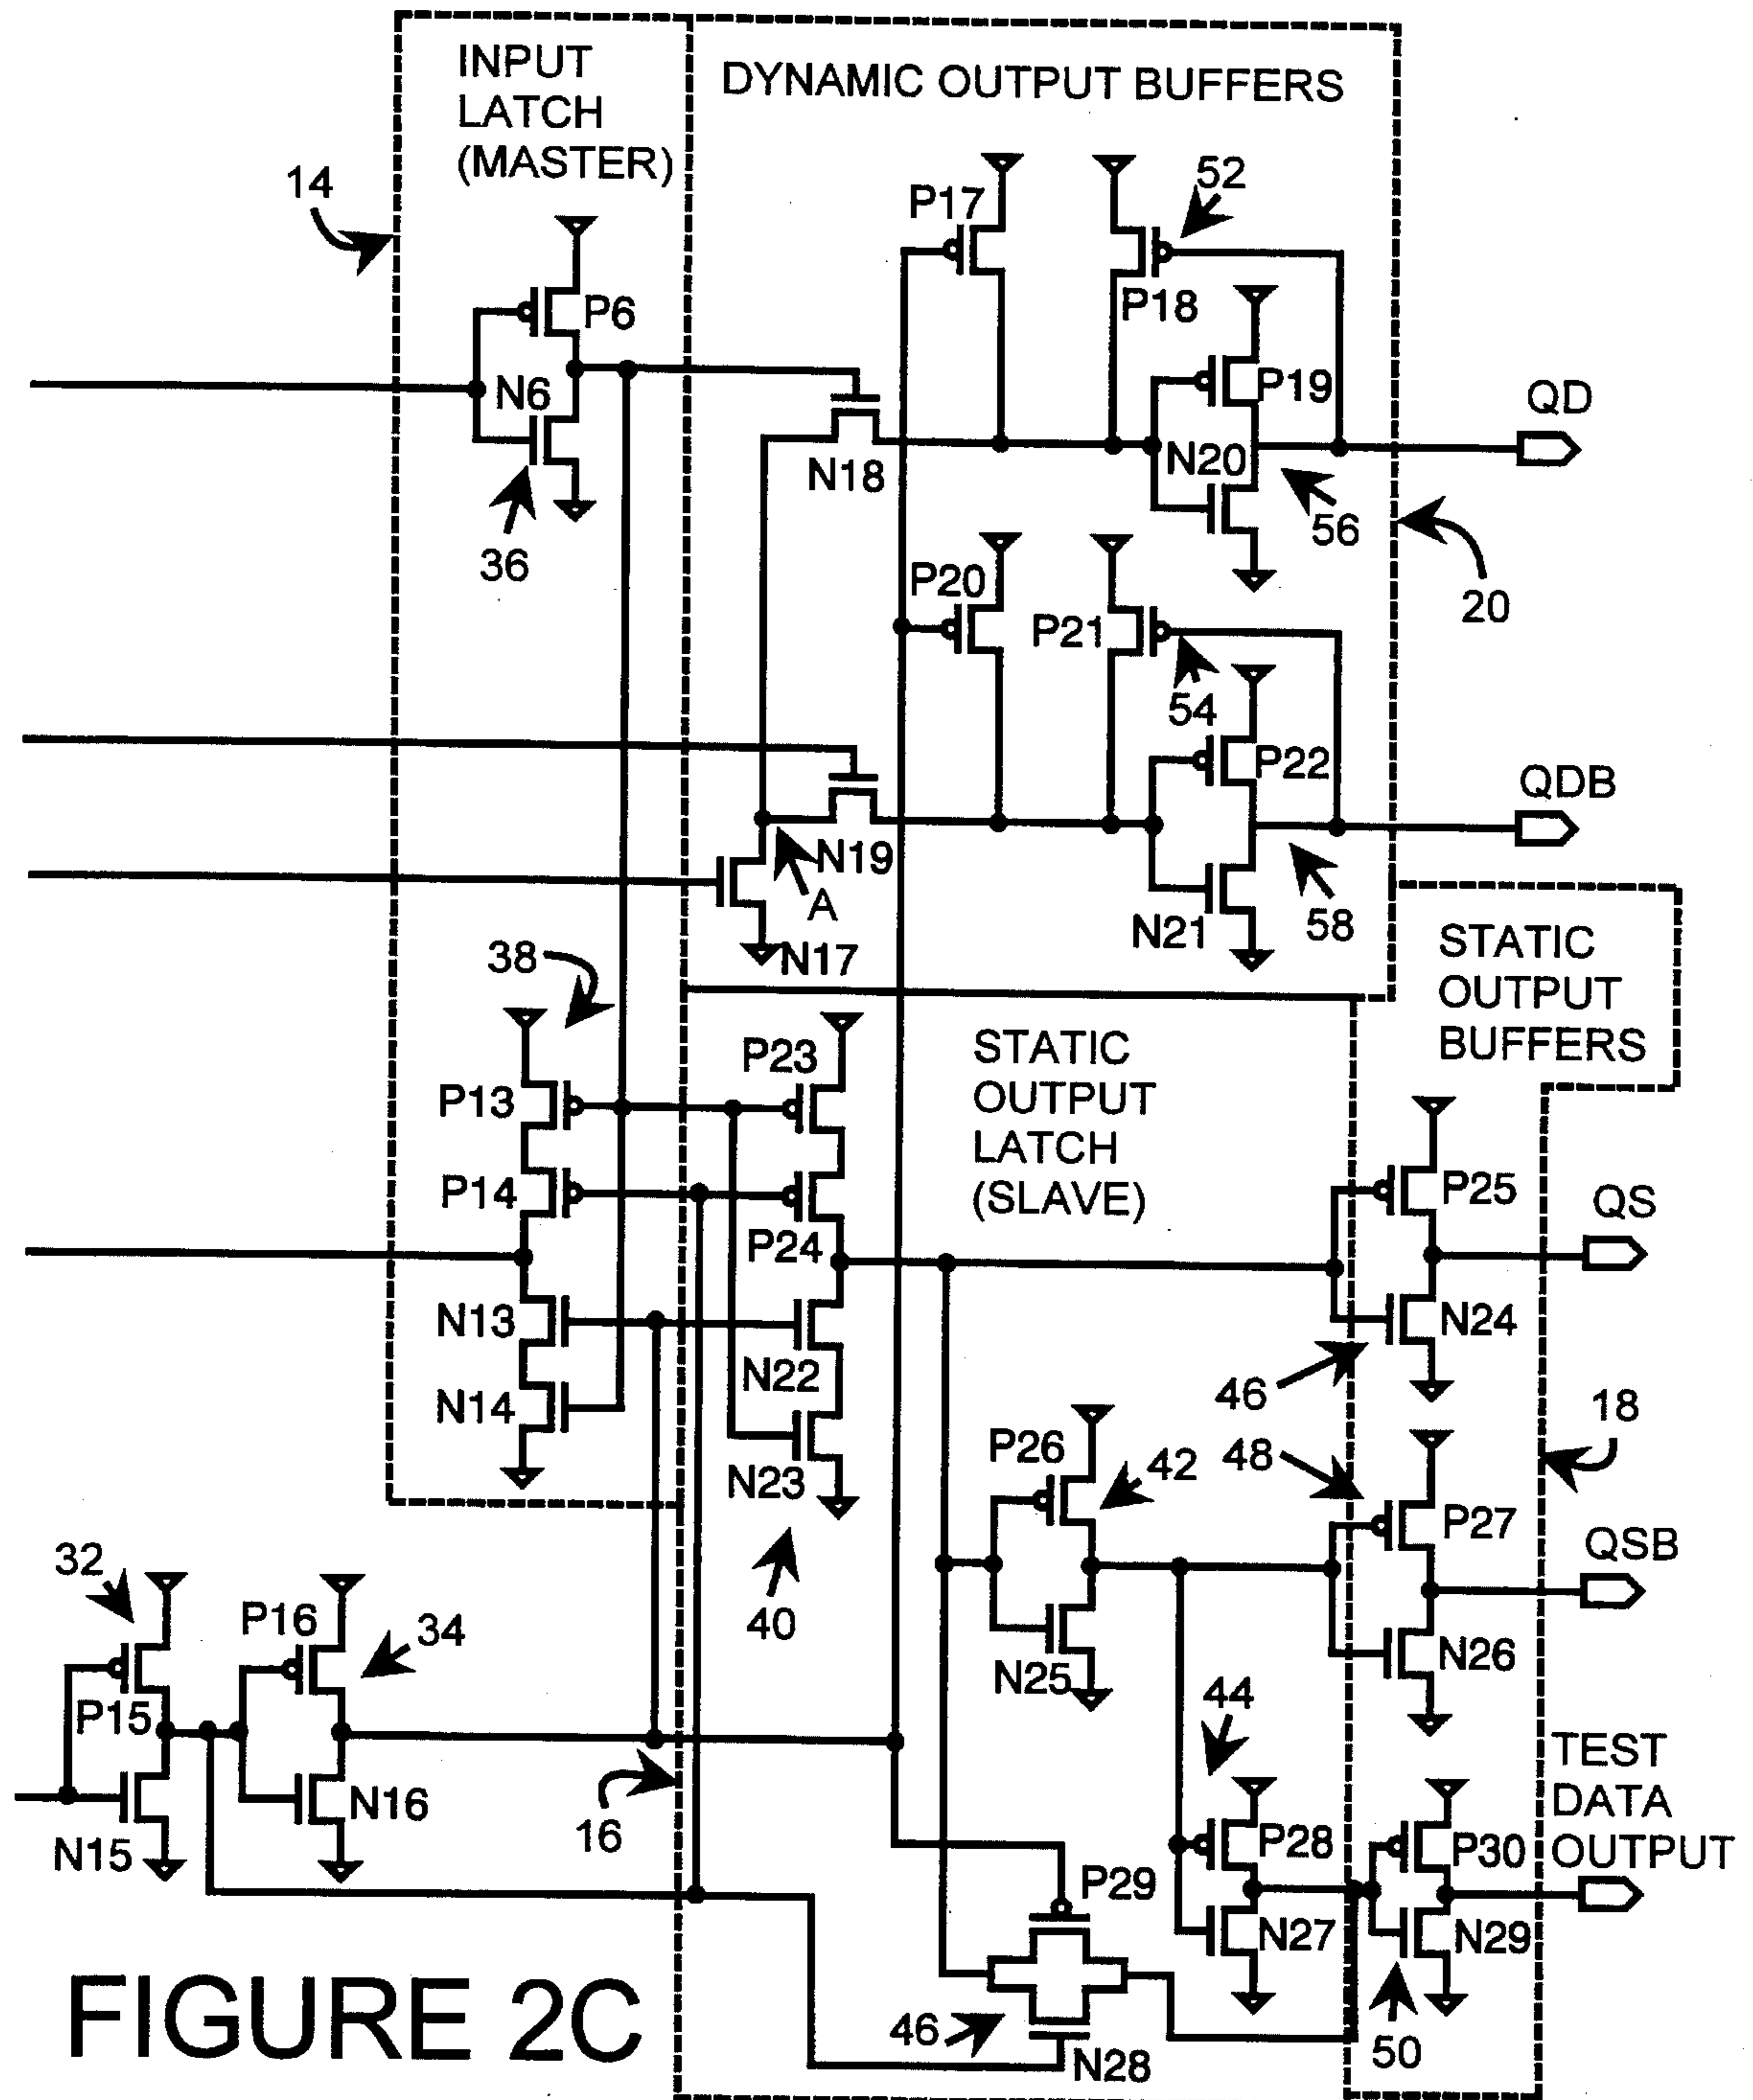 INPUT
LATCH
(MASTER)
DYNAMIC OUTPUT BUFFERS
14
P17
52
P6
P18
N6
P19
QD
N18
N20
36
56
P20
20
P21
54
P22
QDB
N19
A
N21
58
N17
38
STATIC
OUTPUT
BUFFERS
P23
STATIC
OUTPUT
LATCH
(SLAVE)
P13
P14
P24
P25
QS
N13
N22
N24
N14
46
N23
P26
42
48
18
P27
QSB
32
P16
34
40
N25
N26
P15
44
TEST
DATA
OUTPUT
N15
N16
16
P28
P30
P29
N27
N29
46
N28
50
FIGURE 2C